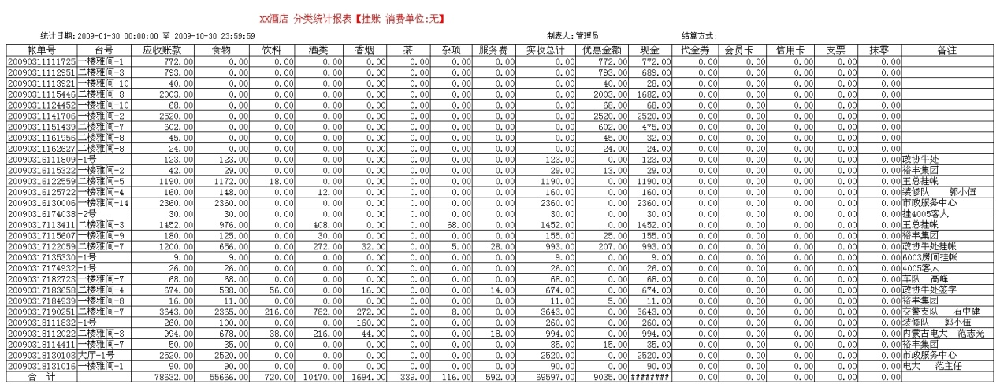 XX酒店 分类统计报表【挂账 消费单位:无】
统计日期:2009-01-30 00:00:00 至 2009-10-30 23:59:59 制表人:管理员 结算方式:
帐单号 台号 应收账款 食物 饮料 酒类 香烟 茶 杂项 服务费 实收总计 优惠金额 现金 代金券 会员卡 信用卡 支票 抹零 备注
20090311111725 一楼雅间-1 772.00 0.00 0.00 0.00 0.00 0.00 0.00 0.00 0.00 772.00 772.00 0.00 0.00 0.00 0.00 0.00
20090311112951 二楼雅间-3 793.00 0.00 0.00 0.00 0.00 0.00 0.00 0.00 0.00 793.00 689.00 0.00 0.00 0.00 0.00 0.00
20090311113921 一楼雅间-10 40.00 0.00 0.00 0.00 0.00 0.00 0.00 0.00 0.00 40.00 28.00 0.00 0.00 0.00 0.00 0.00
20090311115446 二楼雅间-8 2003.00 0.00 0.00 0.00 0.00 0.00 0.00 0.00 0.00 2003.00 1682.00 0.00 0.00 0.00 0.00 0.00
20090311124452 一楼雅间-10 68.00 0.00 0.00 0.00 0.00 0.00 0.00 0.00 0.00 68.00 68.00 0.00 0.00 0.00 0.00 0.00
20090311141706 一楼雅间-2 2520.00 0.00 0.00 0.00 0.00 0.00 0.00 0.00 0.00 2520.00 2520.00 0.00 0.00 0.00 0.00 0.00
20090311151439 二楼雅间-7 602.00 0.00 0.00 0.00 0.00 0.00 0.00 0.00 0.00 602.00 475.00 0.00 0.00 0.00 0.00 0.00
20090311161956 二楼雅间-8 45.00 0.00 0.00 0.00 0.00 0.00 0.00 0.00 0.00 45.00 32.00 0.00 0.00 0.00 0.00 0.00
20090311162627 二楼雅间-8 24.00 0.00 0.00 0.00 0.00 0.00 0.00 0.00 0.00 24.00 24.00 0.00 0.00 0.00 0.00 0.00
20090316111809 -1号 123.00 123.00 0.00 0.00 0.00 0.00 0.00 0.00 123.00 0.00 123.00 0.00 0.00 0.00 0.00 0.00 政协牛处
20090316115322 一楼雅间-2 42.00 29.00 0.00 0.00 0.00 0.00 0.00 0.00 29.00 13.00 29.00 0.00 0.00 0.00 0.00 0.00 裕丰集团
20090316122559 二楼雅间-5 1190.00 1172.00 18.00 0.00 0.00 0.00 0.00 0.00 1190.00 0.00 1190.00 0.00 0.00 0.00 0.00 0.00 王总挂帐
20090316125722 一楼雅间-4 160.00 148.00 0.00 12.00 0.00 0.00 0.00 0.00 160.00 0.00 160.00 0.00 0.00 0.00 0.00 0.00 装修队 郭小伍
20090316130006 一楼雅间-14 2360.00 2360.00 0.00 0.00 0.00 0.00 0.00 0.00 2360.00 0.00 2360.00 0.00 0.00 0.00 0.00 0.00 市政服务中心
20090316174038 -2号 30.00 30.00 0.00 0.00 0.00 0.00 0.00 0.00 30.00 0.00 30.00 0.00 0.00 0.00 0.00 0.00 挂4005客人
20090317113411 二楼雅间-3 1452.00 976.00 0.00 408.00 0.00 0.00 68.00 0.00 1452.00 0.00 1452.00 0.00 0.00 0.00 0.00 0.00 王总挂帐
20090317115607 一楼雅间-9 180.00 125.00 0.00 30.00 0.00 0.00 0.00 0.00 155.00 25.00 155.00 0.00 0.00 0.00 0.00 0.00 裕丰集团
20090317122059 二楼雅间-7 1200.00 656.00 0.00 272.00 32.00 0.00 5.00 28.00 993.00 207.00 993.00 0.00 0.00 0.00 0.00 0.00 政协牛处挂帐
20090317135330 -1号 9.00 9.00 0.00 0.00 0.00 0.00 0.00 0.00 9.00 0.00 9.00 0.00 0.00 0.00 0.00 0.00 6003房间挂帐
20090317174932 -1号 26.00 26.00 0.00 0.00 0.00 0.00 0.00 0.00 26.00 0.00 26.00 0.00 0.00 0.00 0.00 0.00 4005客人
20090317182723 一楼雅间-7 68.00 68.00 0.00 0.00 0.00 0.00 0.00 0.00 68.00 0.00 68.00 0.00 0.00 0.00 0.00 0.00 车队 高峰
20090317183658 二楼雅间-4 674.00 588.00 56.00 0.00 16.00 0.00 0.00 14.00 674.00 0.00 674.00 0.00 0.00 0.00 0.00 0.00 政协牛处签字
20090317184939 一楼雅间-8 16.00 11.00 0.00 0.00 0.00 0.00 0.00 0.00 11.00 5.00 11.00 0.00 0.00 0.00 0.00 0.00 裕丰集团
20090317190251 二楼雅间-7 3643.00 2365.00 216.00 782.00 272.00 0.00 8.00 0.00 3643.00 0.00 3643.00 0.00 0.00 0.00 0.00 0.00 交警支队 石中建
20090318111832 -1号 260.00 100.00 0.00 0.00 160.00 0.00 0.00 0.00 260.00 0.00 260.00 0.00 0.00 0.00 0.00 0.00 装修队 郭小伍
20090318112022 二楼雅间-3 994.00 678.00 38.00 216.00 44.00 0.00 0.00 18.00 994.00 0.00 994.00 0.00 0.00 0.00 0.00 0.00 内蒙古电大 范志光
20090318114411 一楼雅间-7 50.00 35.00 0.00 0.00 0.00 0.00 0.00 0.00 35.00 15.00 35.00 0.00 0.00 0.00 0.00 0.00 裕丰集团
20090318130103 大厅-1号 2520.00 2520.00 0.00 0.00 0.00 0.00 0.00 0.00 2520.00 0.00 2520.00 0.00 0.00 0.00 0.00 0.00 市政服务中心
20090318131016 一楼雅间-1 90.00 90.00 0.00 0.00 0.00 0.00 0.00 0.00 90.00 0.00 90.00 0.00 0.00 0.00 0.00 0.00 电大 范主任
合 计 78632.00 55666.00 720.00 10470.00 1694.00 339.00 116.00 592.00 69597.00 9035.00 ######## 0.00 0.00 0.00 0.00 0.00